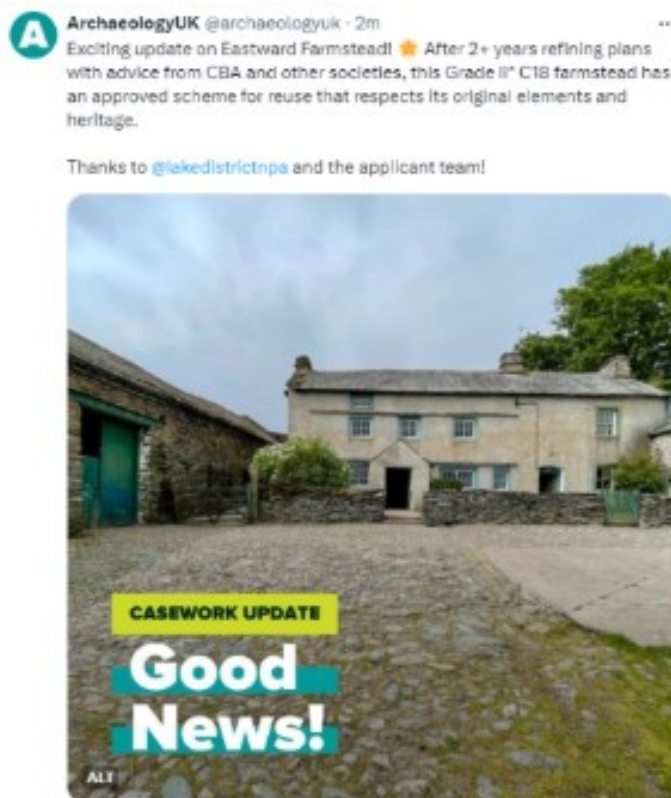 A
ArchaeologyUK @archaeologyuk · 2m
Exciting update on Eastward Farmstead! ⭐ After 2+ years refining plans
with advice from CBA and other societies, this Grade II* C18 farmstead has
an approved scheme for reuse that respects its original elements and
heritage.
Thanks to @lakedistrictnpa and the applicant team!
CASEWORK UPDATE
Good
News!
ALT